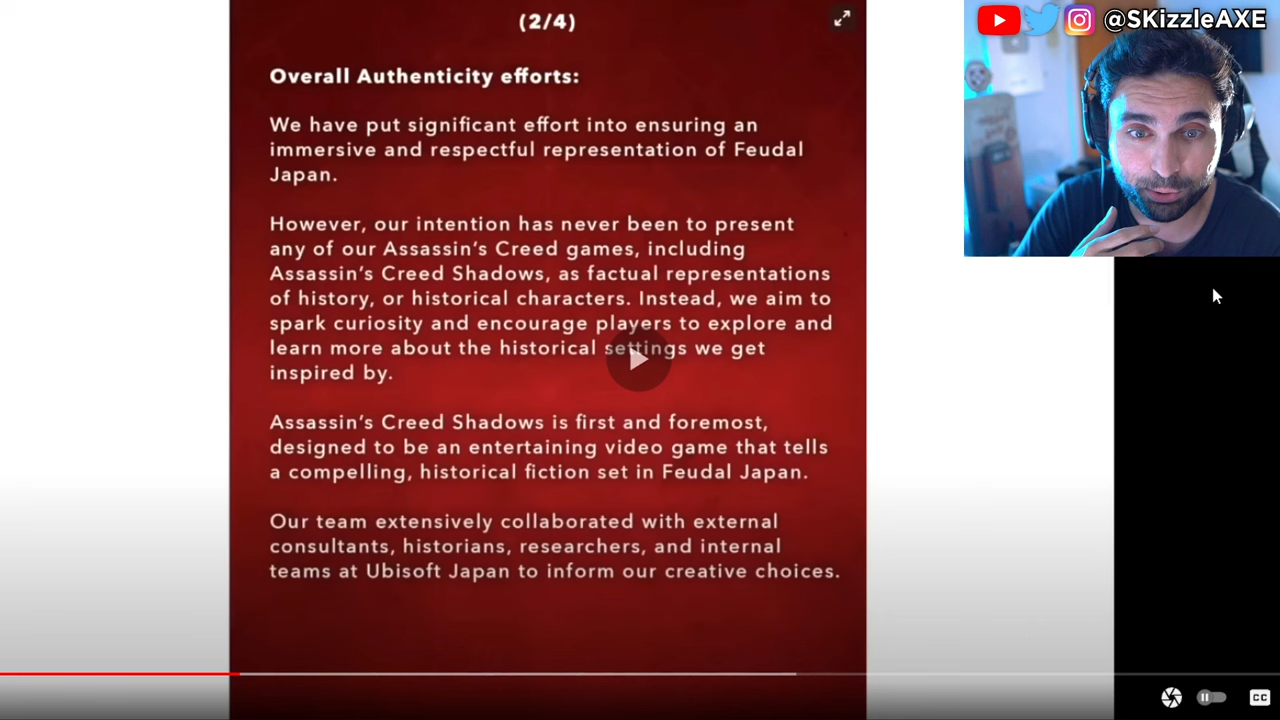 (2/4)
@SKizzleAXE
Overall Authenticity efforts:
We have put significant effort into ensuring an
immersive and respectful representation of Feudal
Japan.
However, our intention has never been to present
any of our Assassin's Creed games, including
Assassin's Creed Shadows, as factual representations
of history, or historical characters. Instead, we aim to
spark curiosity and encourage players to explore and
learn more about the historical settings we get
inspired by.
Assassin's Creed Shadows is first and foremost,
designed to be an entertaining video game that tells
a compelling, historical fiction set in Feudal Japan.
Our team extensively collaborated with external
consultants, historians, researchers, and internal
teams at Ubisoft Japan to inform our creative choices.
CC